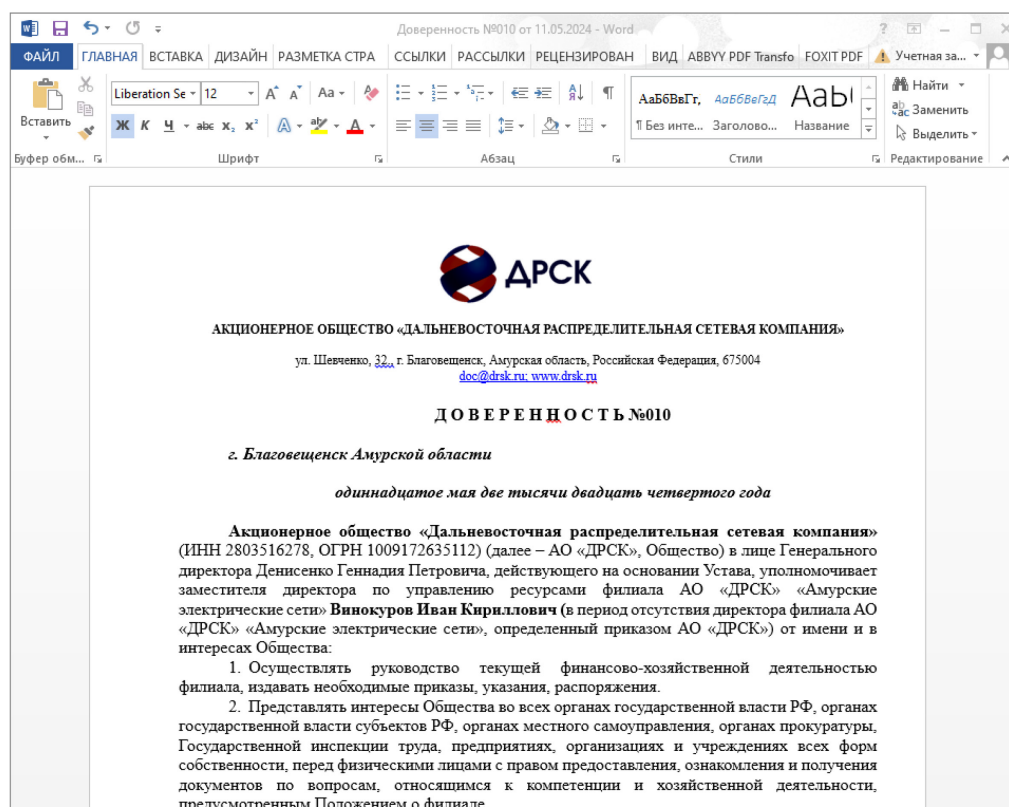 Доверенность №010 от 11.05.2024 - Word
ФАЙЛ ГЛАВНАЯ ВСТАВКА ДИЗАЙН РАЗМЕТКА СТРА ССЫЛКИ РАССЫЛКИ РЕЦЕНЗИРОВАН ВИД ABBYY PDF Transfo FOXIT PDF Учетная за...
Вставить
Liberation Se 12
Aa
Ж К Ч abc x₂ x²
АаБбВвГг, АаБбВвГгД АаЫ
¶ Без инте... Заголово... Название
Найти
Заменить
Выделить
Буфер обм... Шрифт Абзац Стили Редактирование
ДРСК
АКЦИОНЕРНОЕ ОБЩЕСТВО «ДАЛЬНЕВОСТОЧНАЯ РАСПРЕДЕЛИТЕЛЬНАЯ СЕТЕВАЯ КОМПАНИЯ»
ул. Шевченко, 32,, г. Благовещенск, Амурская область, Российская Федерация, 675004
doc@drsk.ru; www.drsk.ru
Д О В Е Р Е Н Н О С Т Ь №010
г. Благовещенск Амурской области
одиннадцатое мая две тысячи двадцать четвертого года
Акционерное общество «Дальневосточная распределительная сетевая компания»
(ИНН 2803516278, ОГРН 1009172635112) (далее – АО «ДРСК», Общество) в лице Генерального
директора Денисенко Геннадия Петровича, действующего на основании Устава, уполномочивает
заместителя директора по управлению ресурсами филиала АО «ДРСК» «Амурские
электрические сети» Винокуров Иван Кириллович (в период отсутствия директора филиала АО
«ДРСК» «Амурские электрические сети», определенный приказом АО «ДРСК») от имени и в
интересах Общества:
1. Осуществлять руководство текущей финансово-хозяйственной деятельностью
филиала, издавать необходимые приказы, указания, распоряжения.
2. Представлять интересы Общества во всех органах государственной власти РФ, органах
государственной власти субъектов РФ, органах местного самоуправления, органах прокуратуры,
Государственной инспекции труда, предприятиях, организациях и учреждениях всех форм
собственности, перед физическими лицами с правом предоставления, ознакомления и получения
документов по вопросам, относящимся к компетенции и хозяйственной деятельности,
предусмотренным Положением о филиале